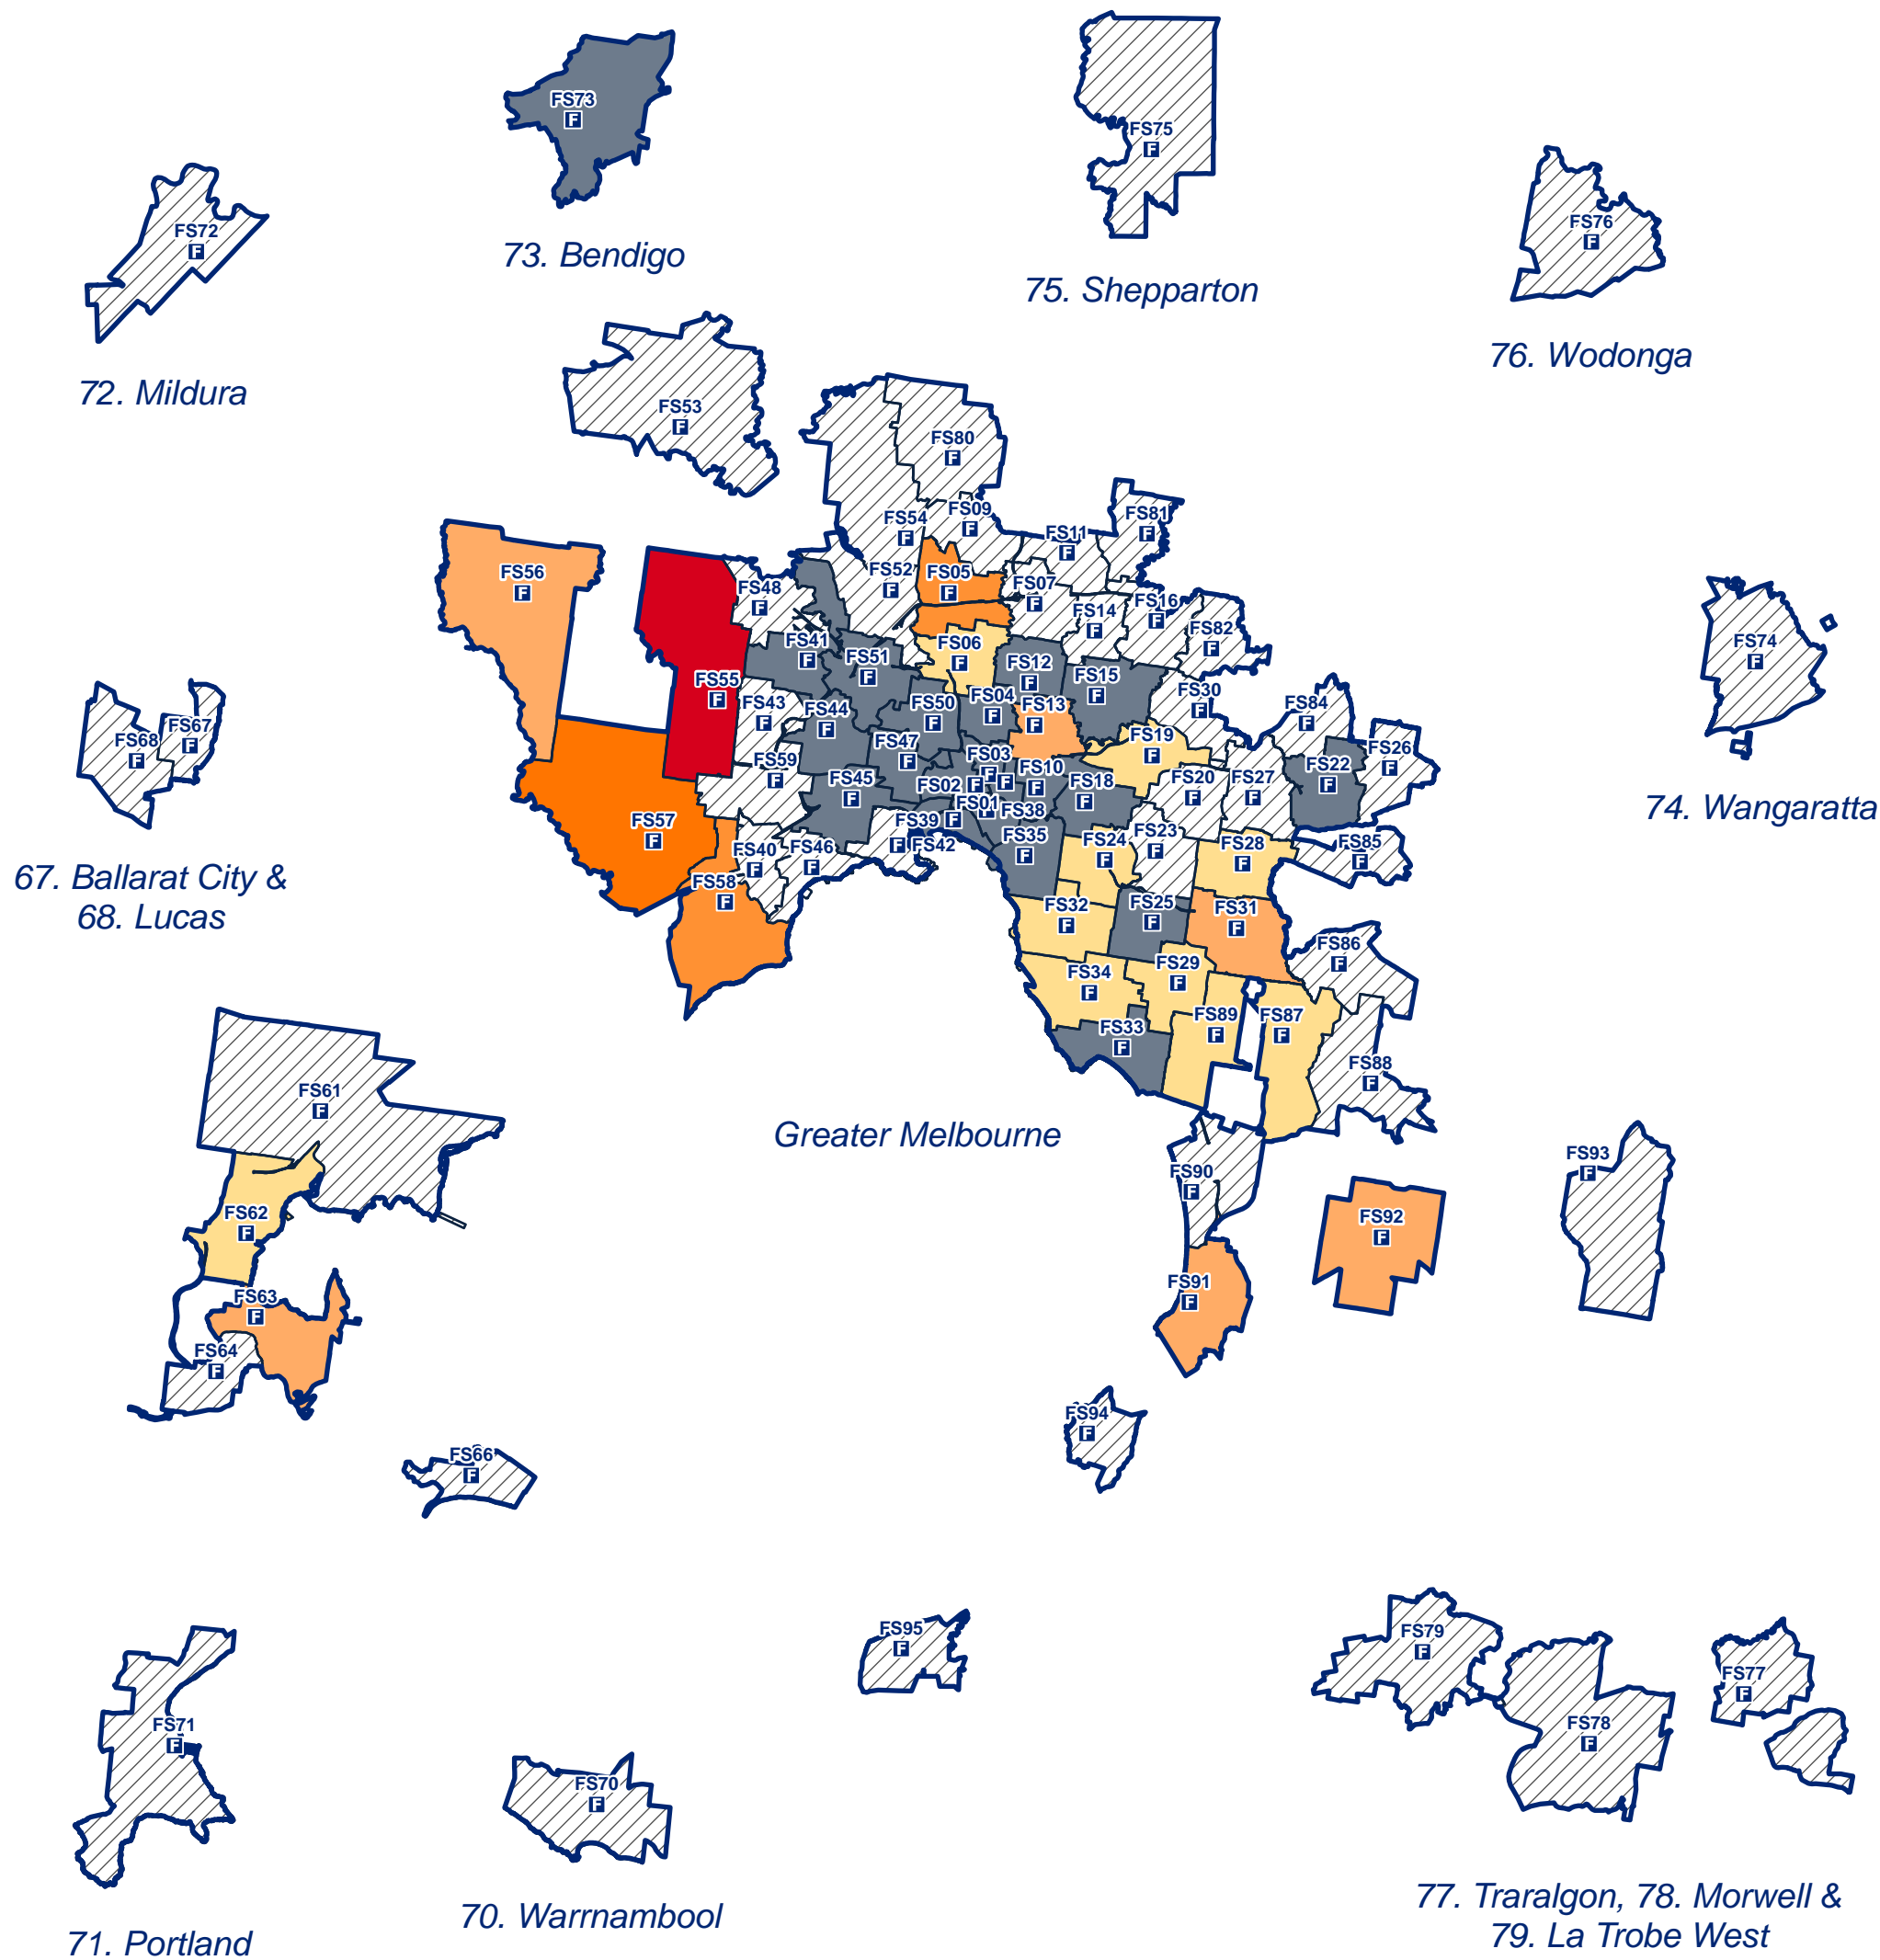 FS73
F
73. Bendigo
FS75
F
75. Shepparton
FS76
F
76. Wodonga
FS72
F
72. Mildura
FS53
F
FS80
F
FS54
F
FS09
F
FS11
F
FS81
F
FS56
F
FS48
F
FS52
F
FS05
F
FS07
F
FS14
F
FS16
F
FS82
F
FS74
F
74. Wangaratta
FS41
F
FS51
F
FS06
F
FS12
F
FS15
F
FS30
F
FS84
F
FS55
F
FS43
F
FS44
F
FS50
F
FS04
F
FS13
F
FS19
F
FS26
F
FS68
F
FS67
F
67. Ballarat City &
68. Lucas
FS59
F
FS47
F
FS03
F
FS10
F
FS18
F
FS20
F
FS27
F
FS22
F
FS45
F
FS02
F
FS01
F
FS38
F
FS57
F
FS40
F
FS46
F
FS39
F
FS42
F
FS35
F
FS24
F
FS23
F
FS28
F
FS85
F
FS58
F
FS32
F
FS25
F
FS31
F
FS86
F
FS34
F
FS29
F
FS33
F
FS89
F
FS87
F
FS88
F
Greater Melbourne
FS61
F
FS62
F
FS63
F
FS64
F
FS90
F
FS91
F
FS92
F
FS93
F
FS94
F
FS66
F
FS95
F
FS79
F
FS78
F
FS77
F
77. Traralgon, 78. Morwell &
79. La Trobe West
FS71
F
71. Portland
FS70
F
70. Warrnambool